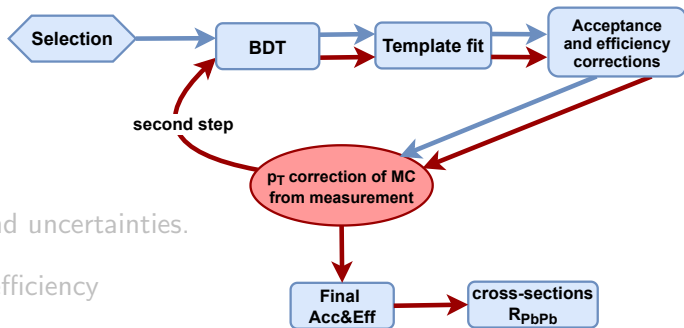 Selection
BDT
Template fit
Acceptance
and efficiency
corrections
second step
pT correction of MC
from measurement
uncertainties.
Final
Acc&Eff
cross-sections
RPbPb